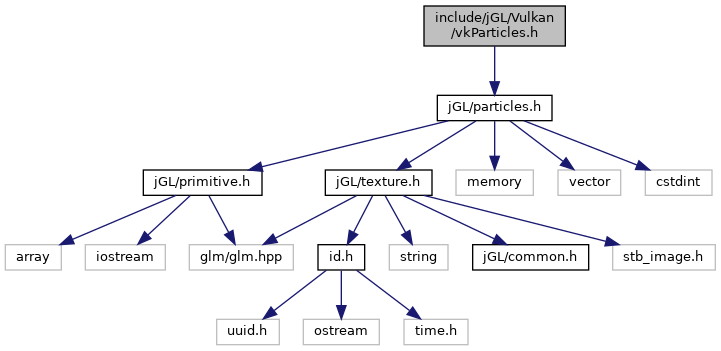 include/jGL/Vulkan
/vkParticles.h
jGL/particles.h
jGL/primitive.h
jGL/texture.h
memory
vector
cstdint
array
iostream
glm/glm.hpp
id.h
string
jGL/common.h
stb_image.h
uuid.h
ostream
time.h